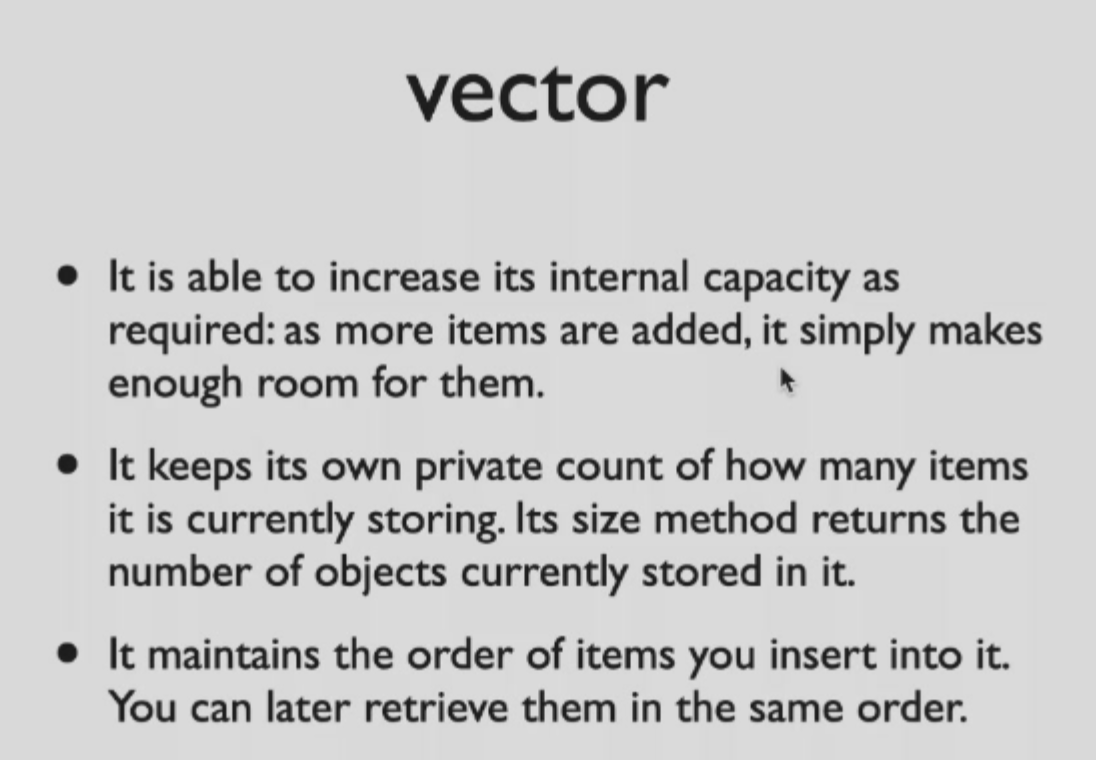 vector
• It is able to increase its internal capacity as
required: as more items are added, it simply makes
enough room for them.
• It keeps its own private count of how many items
it is currently storing. Its size method returns the
number of objects currently stored in it.
• It maintains the order of items you insert into it.
You can later retrieve them in the same order.